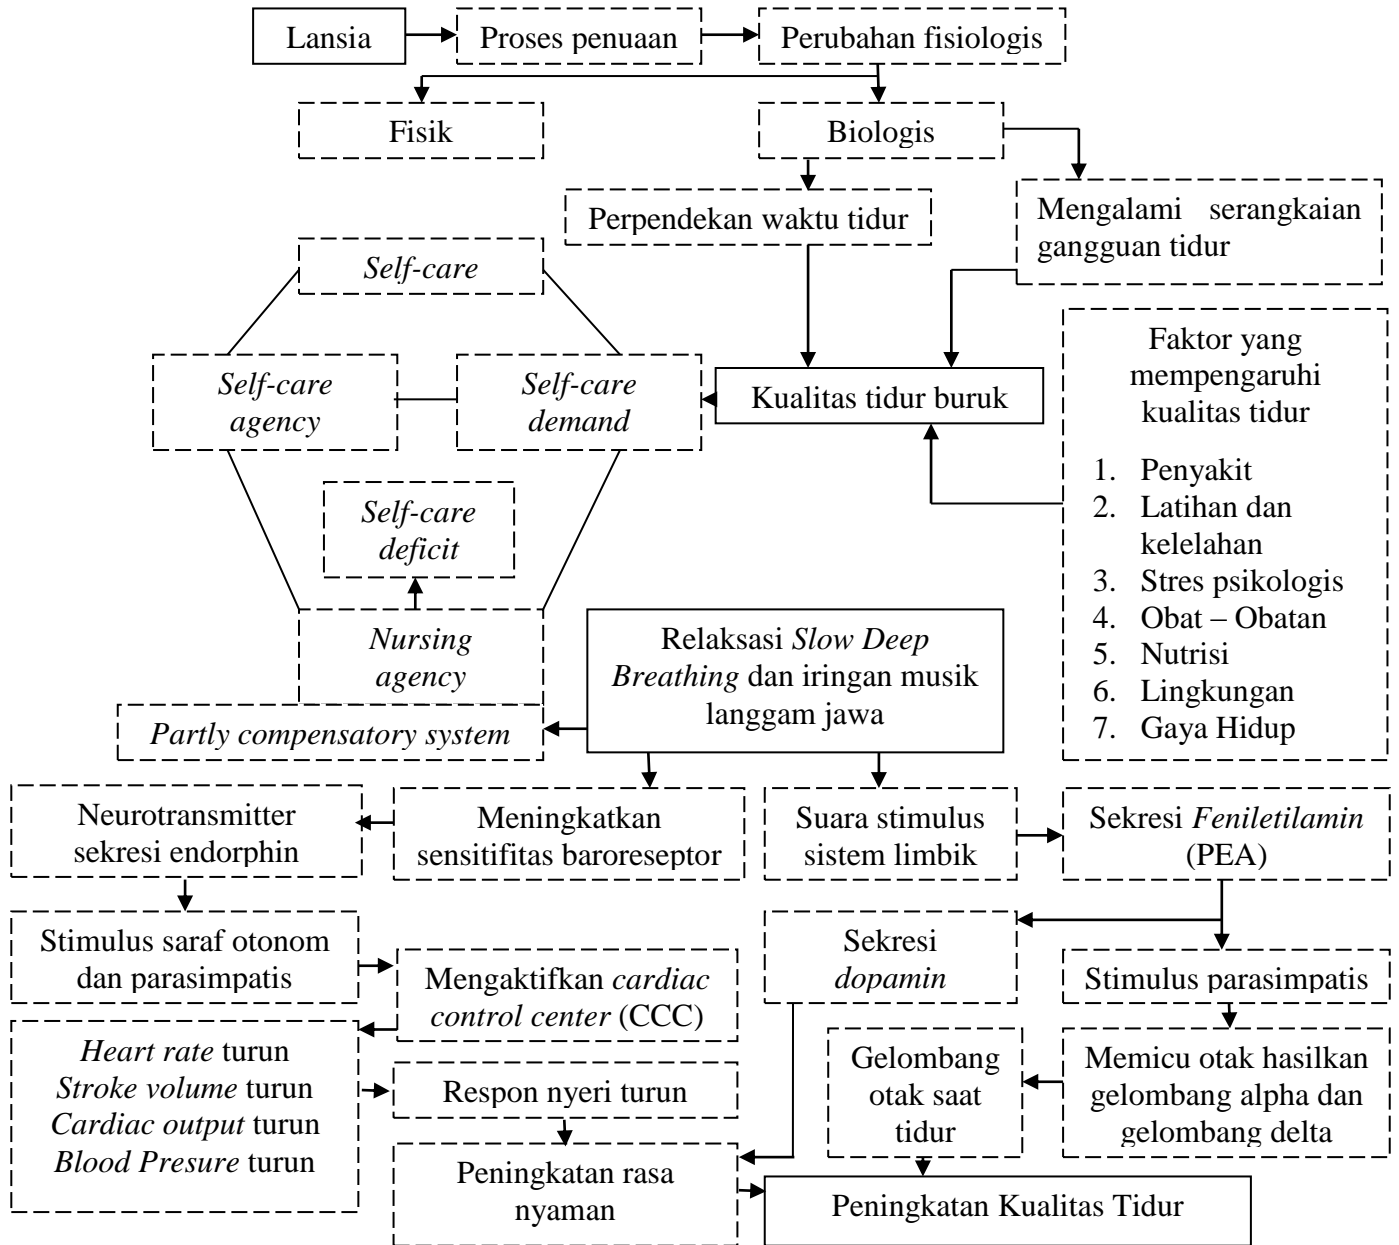 Lansia
Proses penuaan
Perubahan fisiologis
Fisik
Biologis
Perpendekan waktu tidur
Mengalami serangkaian
gangguan tidur
Self-care
Self-care
agency
Self-care
demand
Kualitas tidur buruk
Faktor yang
mempengaruhi
kualitas tidur
1. Penyakit
2. Latihan dan
kelelahan
3. Stres psikologis
4. Obat – Obatan
5. Nutrisi
6. Lingkungan
7. Gaya Hidup
Self-care
deficit
Nursing
agency
Partly compensatory system
Relaksasi Slow Deep
Breathing dan iringan musik
langgam jawa
Neurotransmitter
sekresi endorphin
Meningkatkan
sensitifitas baroreseptor
Suara stimulus
sistem limbik
Sekresi Feniletilamin
(PEA)
Stimulus saraf otonom
dan parasimpatis
Mengaktifkan cardiac
control center (CCC)
Sekresi
dopamin
Stimulus parasimpatis
Heart rate turun
Stroke volume turun
Cardiac output turun
Blood Presure turun
Respon nyeri turun
Gelombang
otak saat
tidur
Memicu otak hasilkan
gelombang alpha dan
gelombang delta
Peningkatan rasa
nyaman
Peningkatan Kualitas Tidur